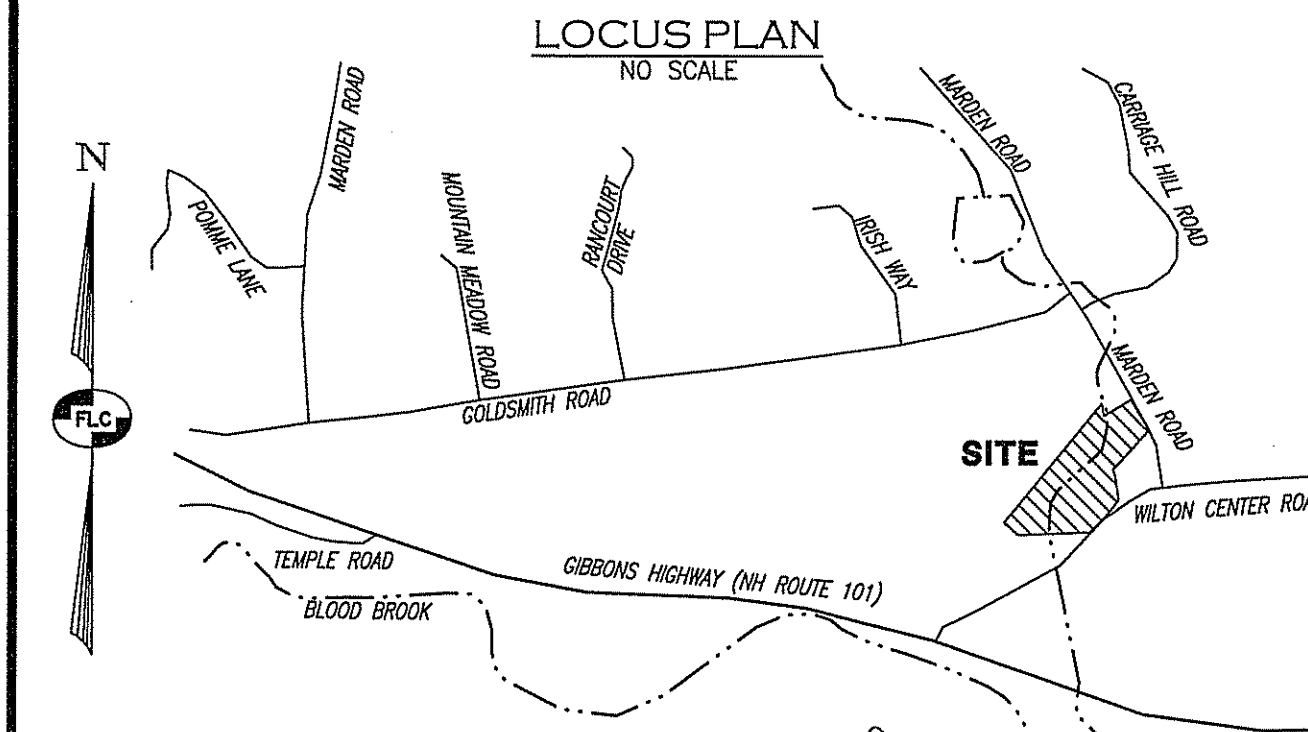 LOCUS PLAN
NO SCALE
N
MARDEN ROAD
MARDEN ROAD
CARRIAGE HILL ROAD
POMME LANE
MOUNTAIN MEADOW ROAD
RANCOURT
DRIVE
IRISH WAY
FLC
GOLDSMITH ROAD
MARDEN ROAD
SITE
WILTON CENTER ROA
TEMPLE ROAD
GIBBONS HIGHWAY (NH ROUTE 101)
BLOOD BROOK